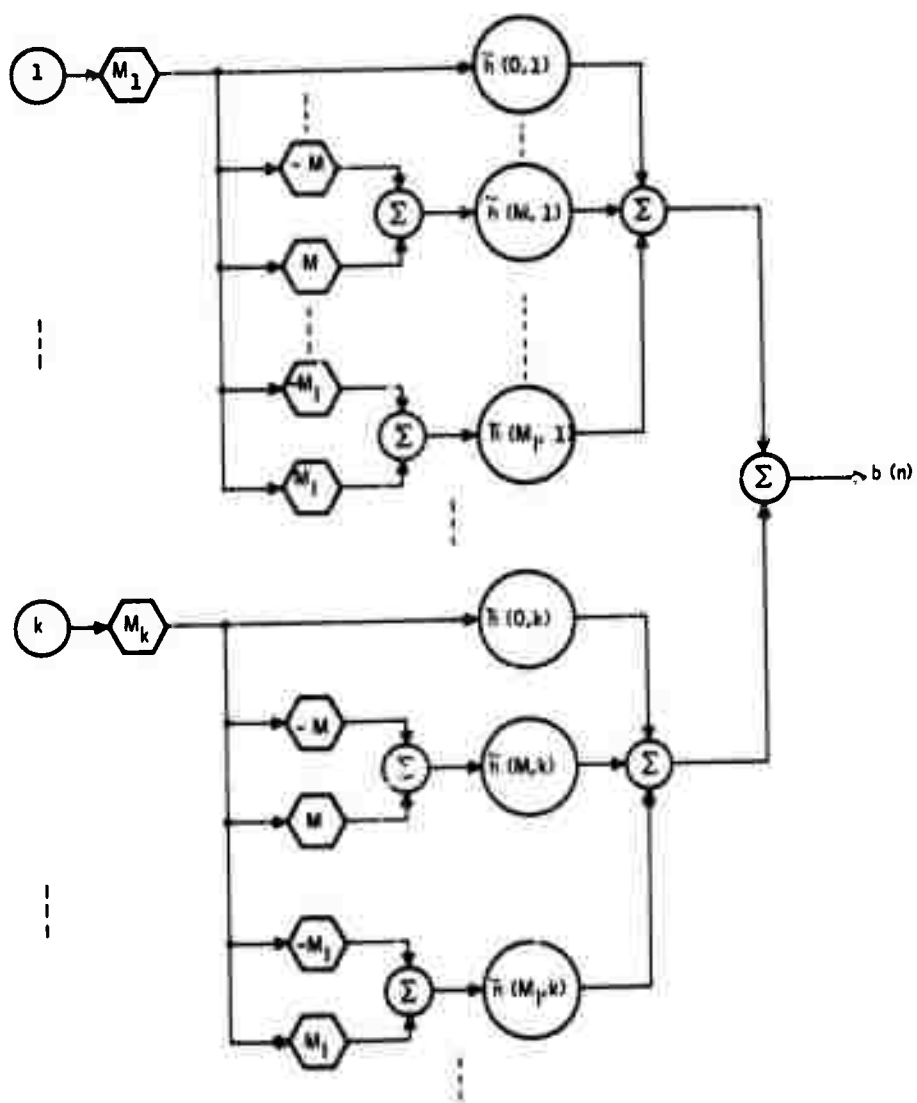 1
M₁
h̃ (0,1)
- M
Σ
h̃ (M, 1)
Σ
M
-M₁
Σ
h̃ (M₁, 1)
M₁
Σ
b (n)
k
Mₖ
h̃ (0,k)
- M
Σ
h̃ (M,k)
Σ
M
-M₁
Σ
h̃ (M₁,k)
M₁